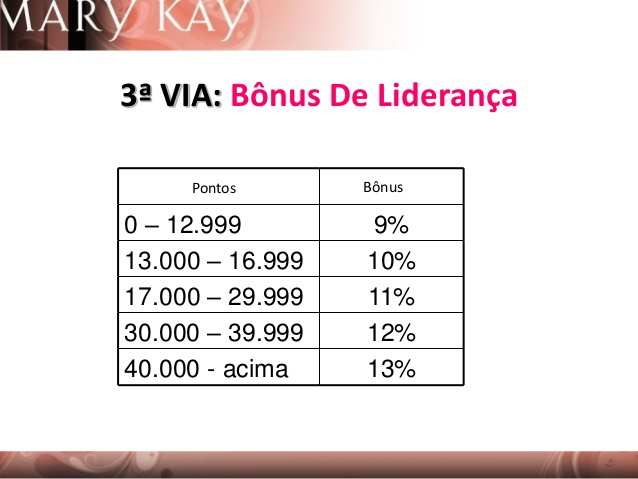 MARY KAY
3ª VIA: Bônus De Liderança
Pontos Bônus
0 – 12.999 9%
13.000 – 16.999 10%
17.000 – 29.999 11%
30.000 – 39.999 12%
40.000 - acima 13%